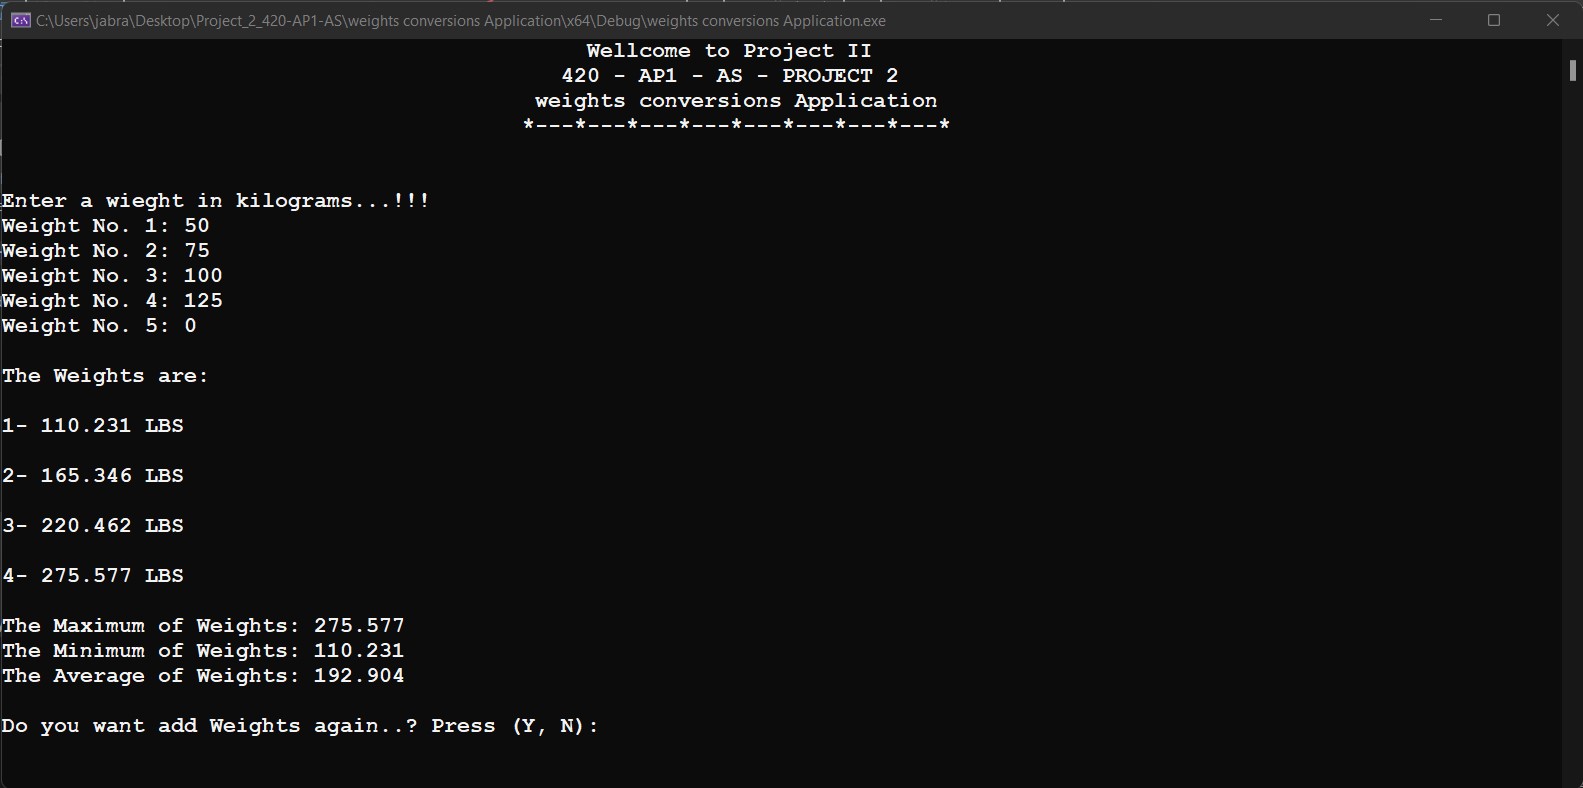 C:\Users\jabra\Desktop\Project_2_420-AP1-AS\weights conversions Application\x64\Debug\weights conversions Application.exe
Wellcome to Project II
420 - AP1 - AS - PROJECT 2
weights conversions Application
*---*---*---*---*---*---*---*---*
Enter a wieght in kilograms...!!!
Weight No. 1: 50
Weight No. 2: 75
Weight No. 3: 100
Weight No. 4: 125
Weight No. 5: 0
The Weights are:
1- 110.231 LBS
2- 165.346 LBS
3- 220.462 LBS
4- 275.577 LBS
The Maximum of Weights: 275.577
The Minimum of Weights: 110.231
The Average of Weights: 192.904
Do you want add Weights again..? Press (Y, N):